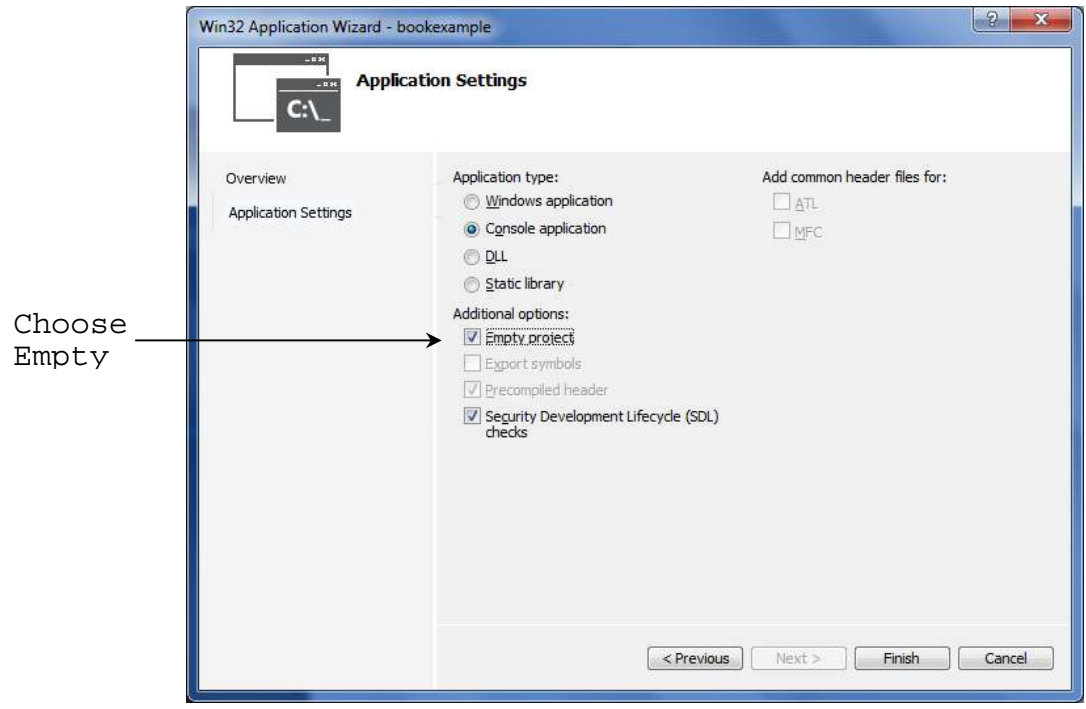 Win32 Application Wizard - bookexample
C:\_
Application Settings
Overview
Application Settings
Application type:
Windows application
Console application
DLL
Static library
Additional options:
Empty project
Export symbols
Precompiled header
Security Development Lifecycle (SDL)
checks
Add common header files for:
ATL
MFC
Choose
Empty
< Previous
Next >
Finish
Cancel